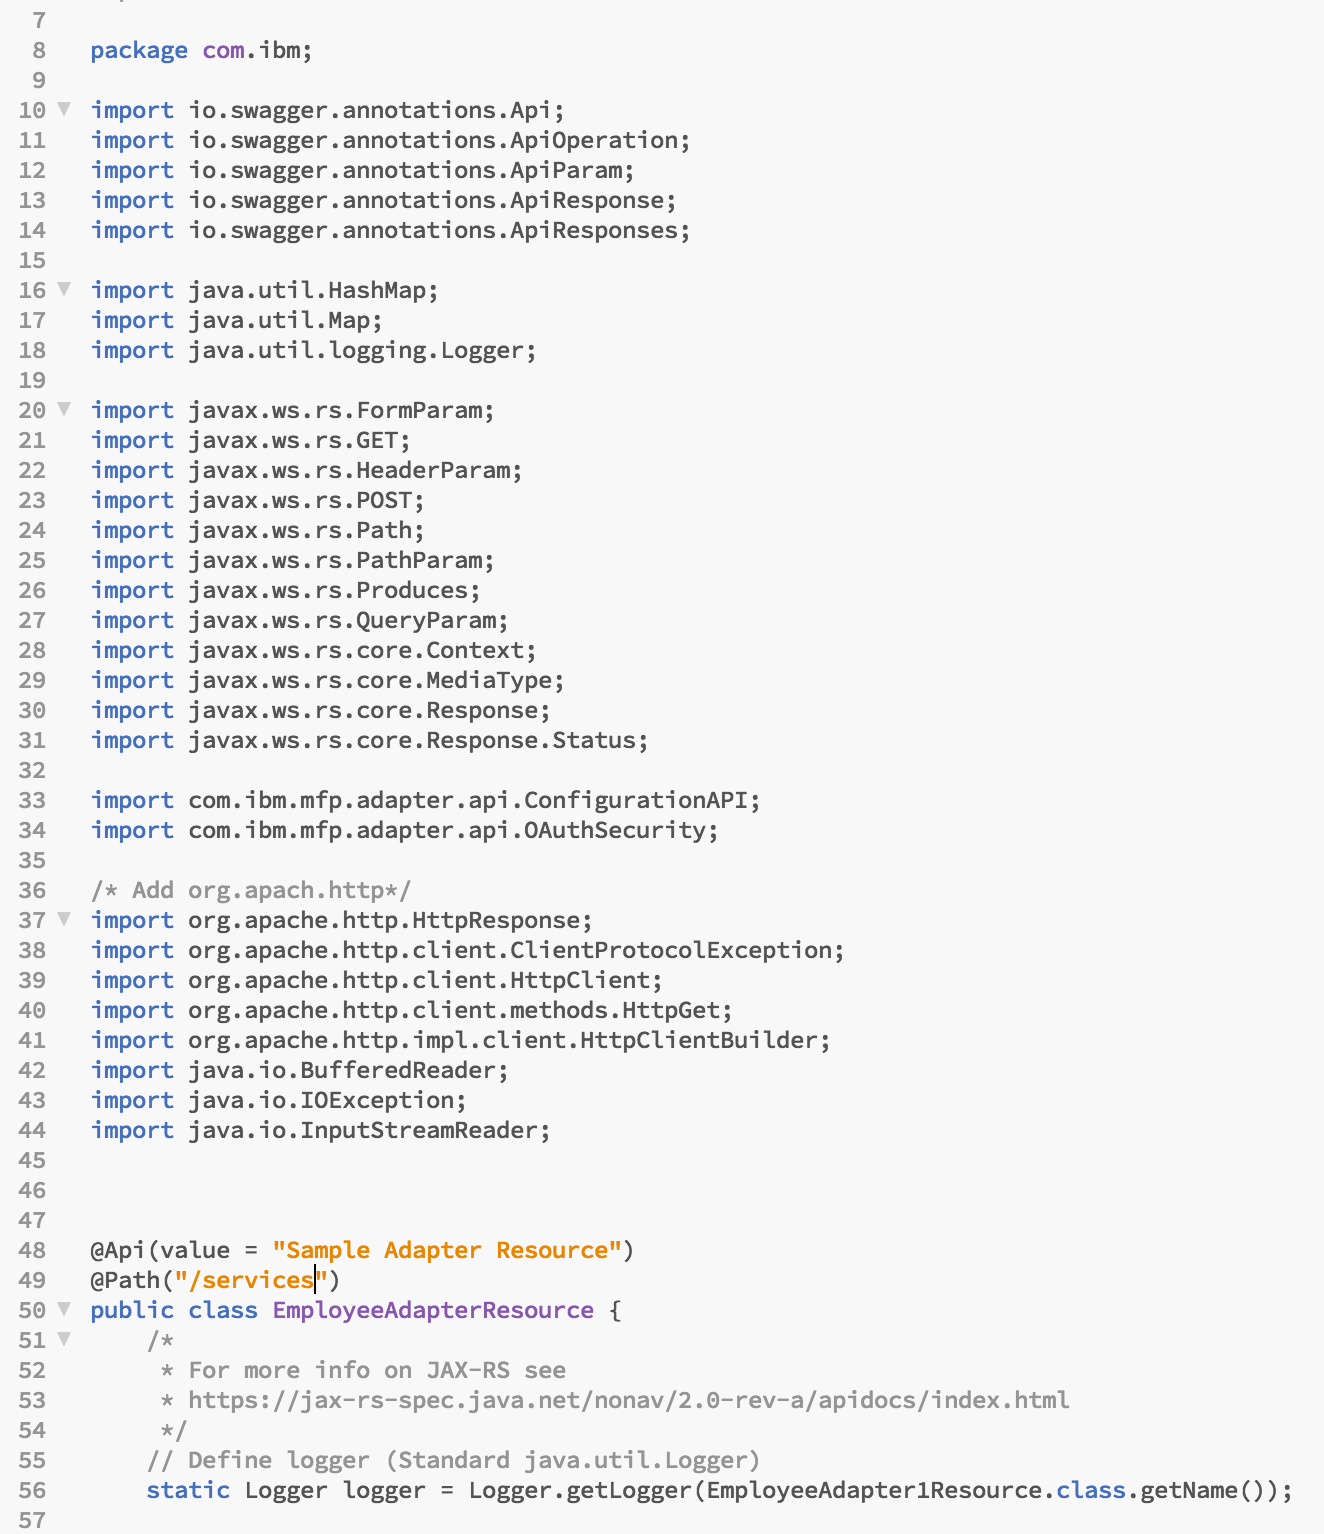 7
8 package com.ibm;
9
10 import io.swagger.annotations.Api;
11 import io.swagger.annotations.ApiOperation;
12 import io.swagger.annotations.ApiParam;
13 import io.swagger.annotations.ApiResponse;
14 import io.swagger.annotations.ApiResponses;
15
16 import java.util.HashMap;
17 import java.util.Map;
18 import java.util.logging.Logger;
19
20 import javax.ws.rs.FormParam;
21 import javax.ws.rs.GET;
22 import javax.ws.rs.HeaderParam;
23 import javax.ws.rs.POST;
24 import javax.ws.rs.Path;
25 import javax.ws.rs.PathParam;
26 import javax.ws.rs.Produces;
27 import javax.ws.rs.QueryParam;
28 import javax.ws.rs.core.Context;
29 import javax.ws.rs.core.MediaType;
30 import javax.ws.rs.core.Response;
31 import javax.ws.rs.core.Response.Status;
32
33 import com.ibm.mfp.adapter.api.ConfigurationAPI;
34 import com.ibm.mfp.adapter.api.OAuthSecurity;
35
36 /* Add org.apach.http*/
37 import org.apache.http.HttpResponse;
38 import org.apache.http.client.ClientProtocolException;
39 import org.apache.http.client.HttpClient;
40 import org.apache.http.client.methods.HttpGet;
41 import org.apache.http.impl.client.HttpClientBuilder;
42 import java.io.BufferedReader;
43 import java.io.IOException;
44 import java.io.InputStreamReader;
45
46
47
48 @Api(value = "Sample Adapter Resource")
49 @Path("/services")
50 public class EmployeeAdapterResource {
51     /*
52      * For more info on JAX-RS see
53      * https://jax-rs-spec.java.net/nonav/2.0-rev-a/apidocs/index.html
54      */
55     // Define logger (Standard java.util.Logger)
56     static Logger logger = Logger.getLogger(EmployeeAdapter1Resource.class.getName());
57